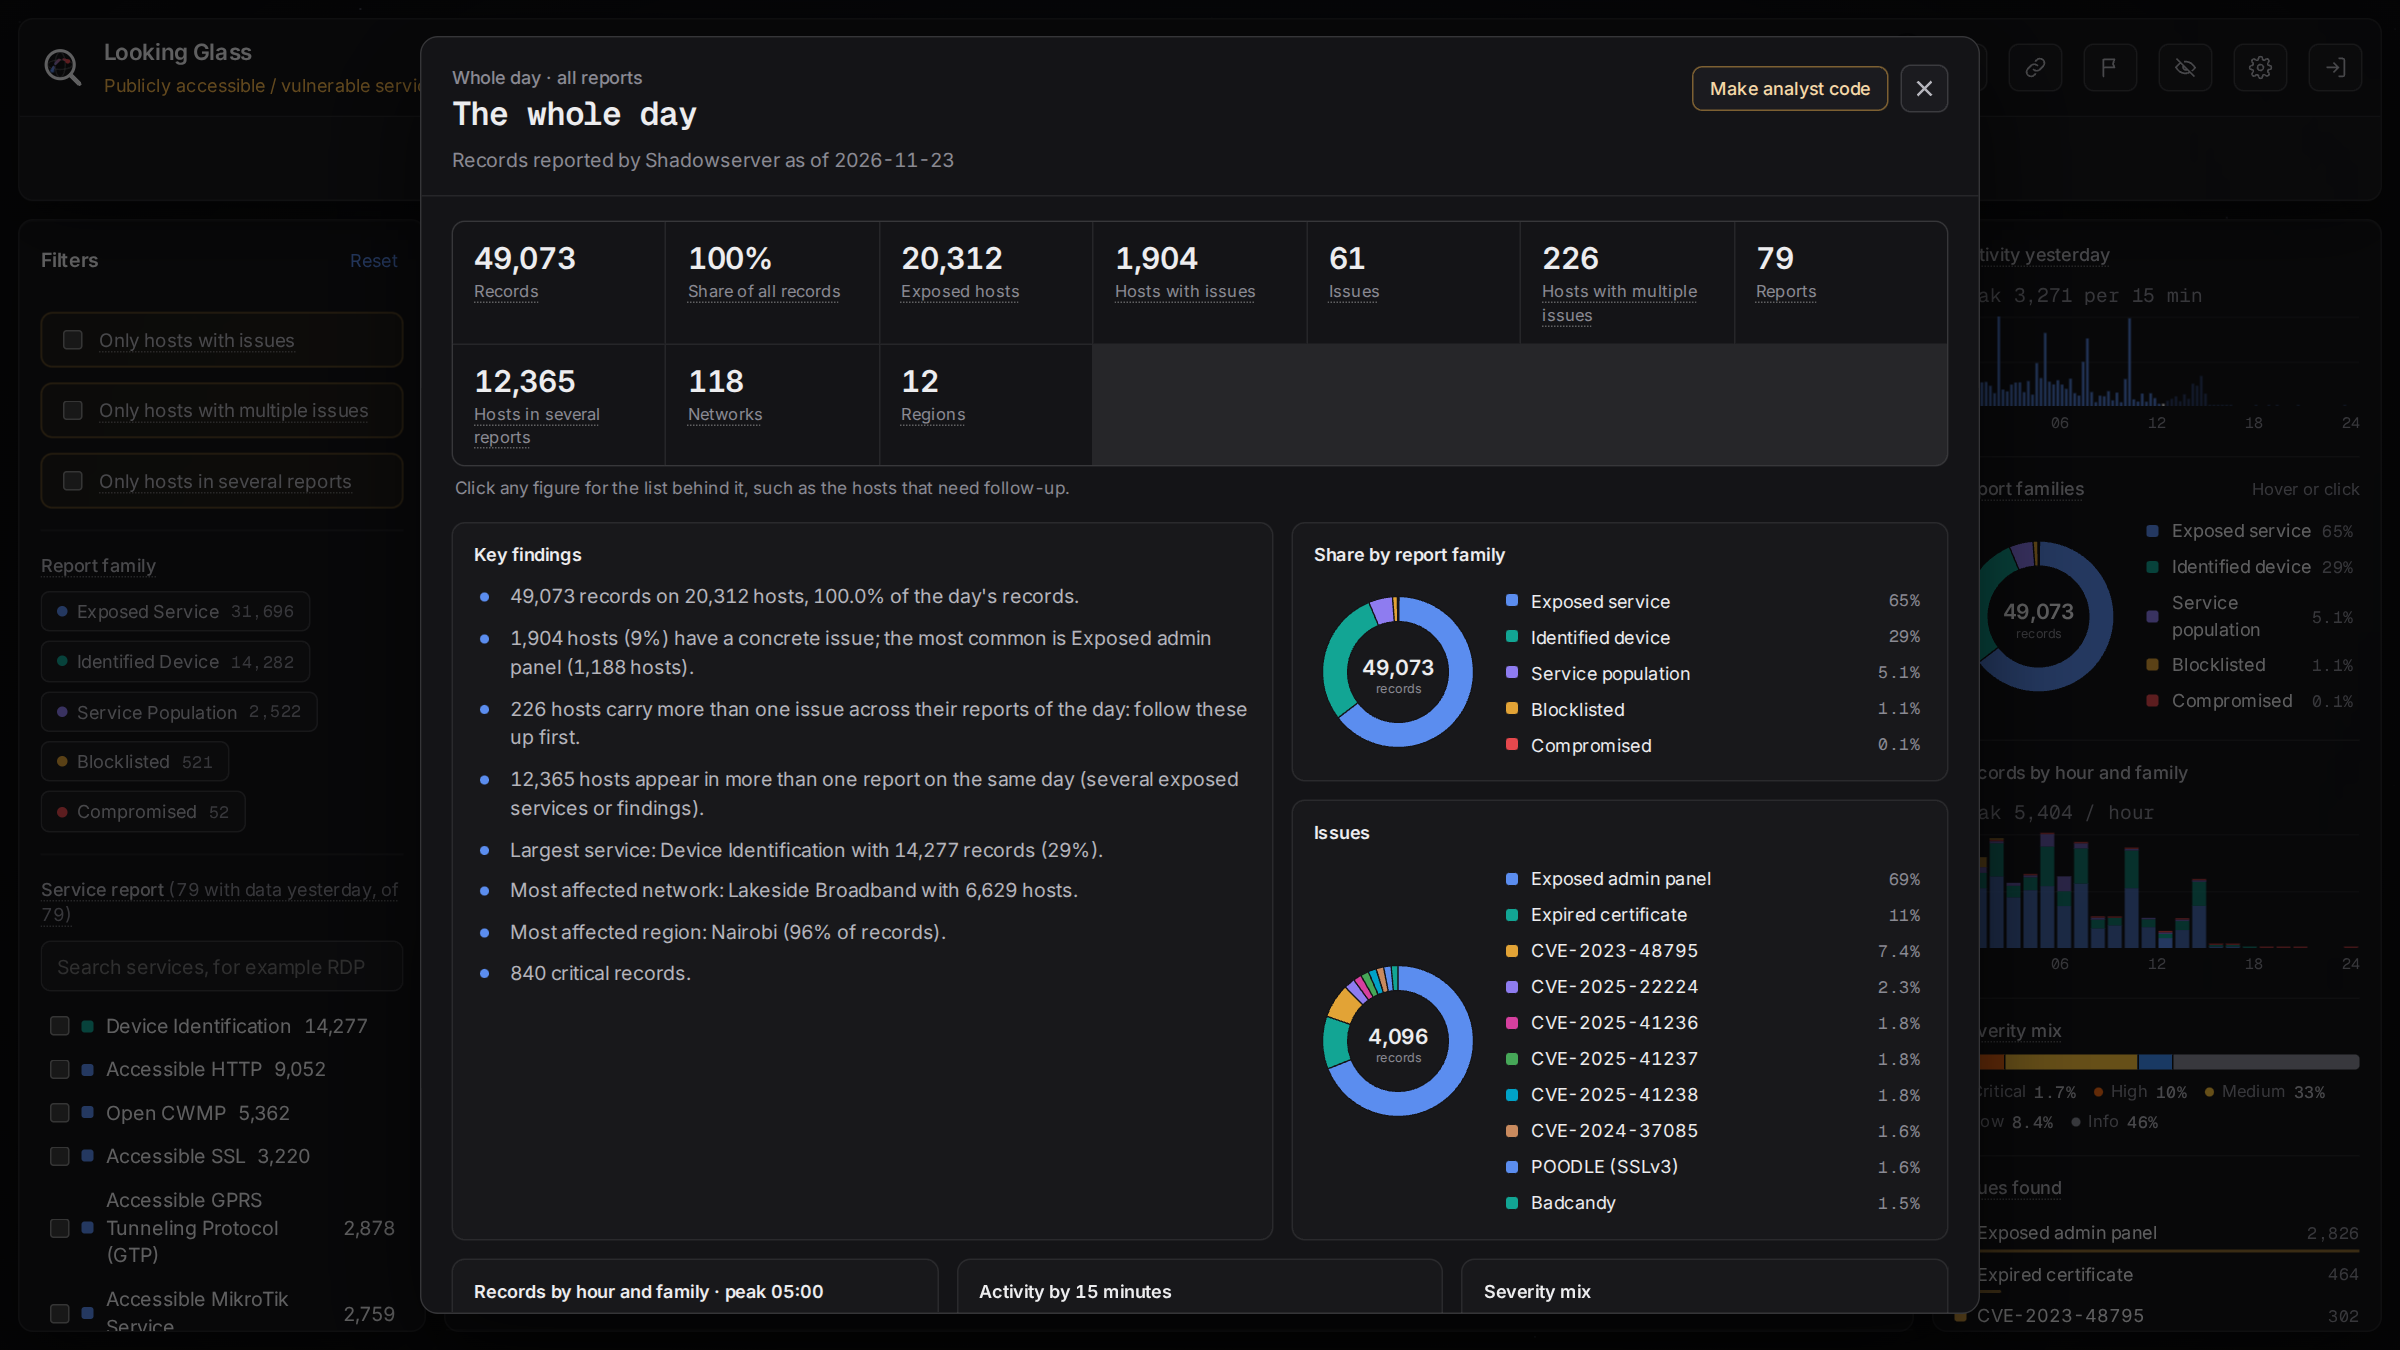 Looking Glass
Publicly accessible / vulnerable servi
Whole day · all reports
The whole day
Records reported by Shadowserver as of 2026-11-23
Make analyst code
Filters
Reset
Only hosts with issues
Only hosts with multiple issues
Only hosts in several reports
Report family
Exposed Service 31,696
Identified Device 14,282
Service Population 2,522
Blocklisted 521
Compromised 52
Service report (79 with data yesterday, of
79)
Search services, for example RDP
Device Identification 14,277
Accessible HTTP 9,052
Open CWMP 5,362
Accessible SSL 3,220
Accessible GPRS
Tunneling Protocol 2,878
(GTP)
Accessible MikroTik
Service 2,759
49,073
Records
100%
Share of all records
20,312
Exposed hosts
1,904
Hosts with issues
61
Issues
226
Hosts with multiple
issues
79
Reports
12,365
Hosts in several
reports
118
Networks
12
Regions
Click any figure for the list behind it, such as the hosts that need follow-up.
Key findings
49,073 records on 20,312 hosts, 100.0% of the day's records.
1,904 hosts (9%) have a concrete issue; the most common is Exposed admin
panel (1,188 hosts).
226 hosts carry more than one issue across their reports of the day: follow these
up first.
12,365 hosts appear in more than one report on the same day (several exposed
services or findings).
Largest service: Device Identification with 14,277 records (29%).
Most affected network: Lakeside Broadband with 6,629 hosts.
Most affected region: Nairobi (96% of records).
840 critical records.
Share by report family
49,073
records
Exposed service 65%
Identified device 29%
Service population 5.1%
Blocklisted 1.1%
Compromised 0.1%
Issues
4,096
records
Exposed admin panel 69%
Expired certificate 11%
CVE-2023-48795 7.4%
CVE-2025-22224 2.3%
CVE-2025-41236 1.8%
CVE-2025-41237 1.8%
CVE-2025-41238 1.8%
CVE-2024-37085 1.6%
POODLE (SSLv3) 1.6%
Badcandy 1.5%
Records by hour and family · peak 05:00
Activity by 15 minutes
Severity mix
tivity yesterday
ak 3,271 per 15 min
06 12 18 24
port families
Hover or click
49,073
records
Exposed service 65%
Identified device 29%
Service
population 5.1%
Blocklisted 1.1%
Compromised 0.1%
cords by hour and family
ak 5,404 / hour
06 12 18 24
verity mix
ritical 1.7% High 10% Medium 33%
ow 8.4% Info 46%
ues found
Exposed admin panel 2,826
Expired certificate 464
CVE-2023-48795 302